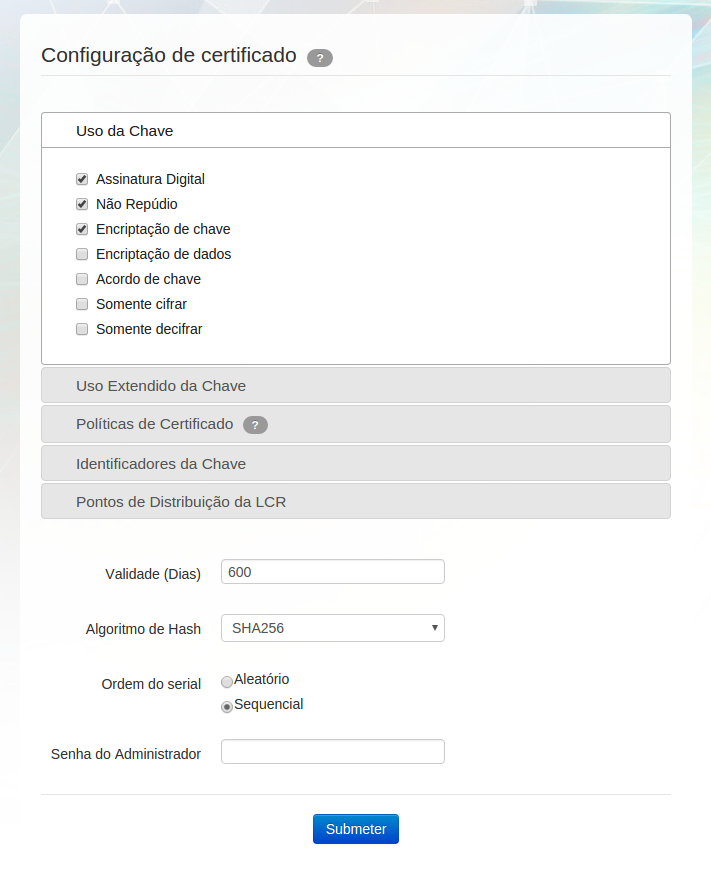 Configuração de certificado ?
Uso da Chave
Assinatura Digital
Não Repúdio
Encriptação de chave
Encriptação de dados
Acordo de chave
Somente cifrar
Somente decifrar
Uso Extendido da Chave
Políticas de Certificado ?
Identificadores da Chave
Pontos de Distribuição da LCR
Validade (Dias) 600
Algoritmo de Hash SHA256
Ordem do serial Aleatório
Sequencial
Senha do Administrador
Submeter